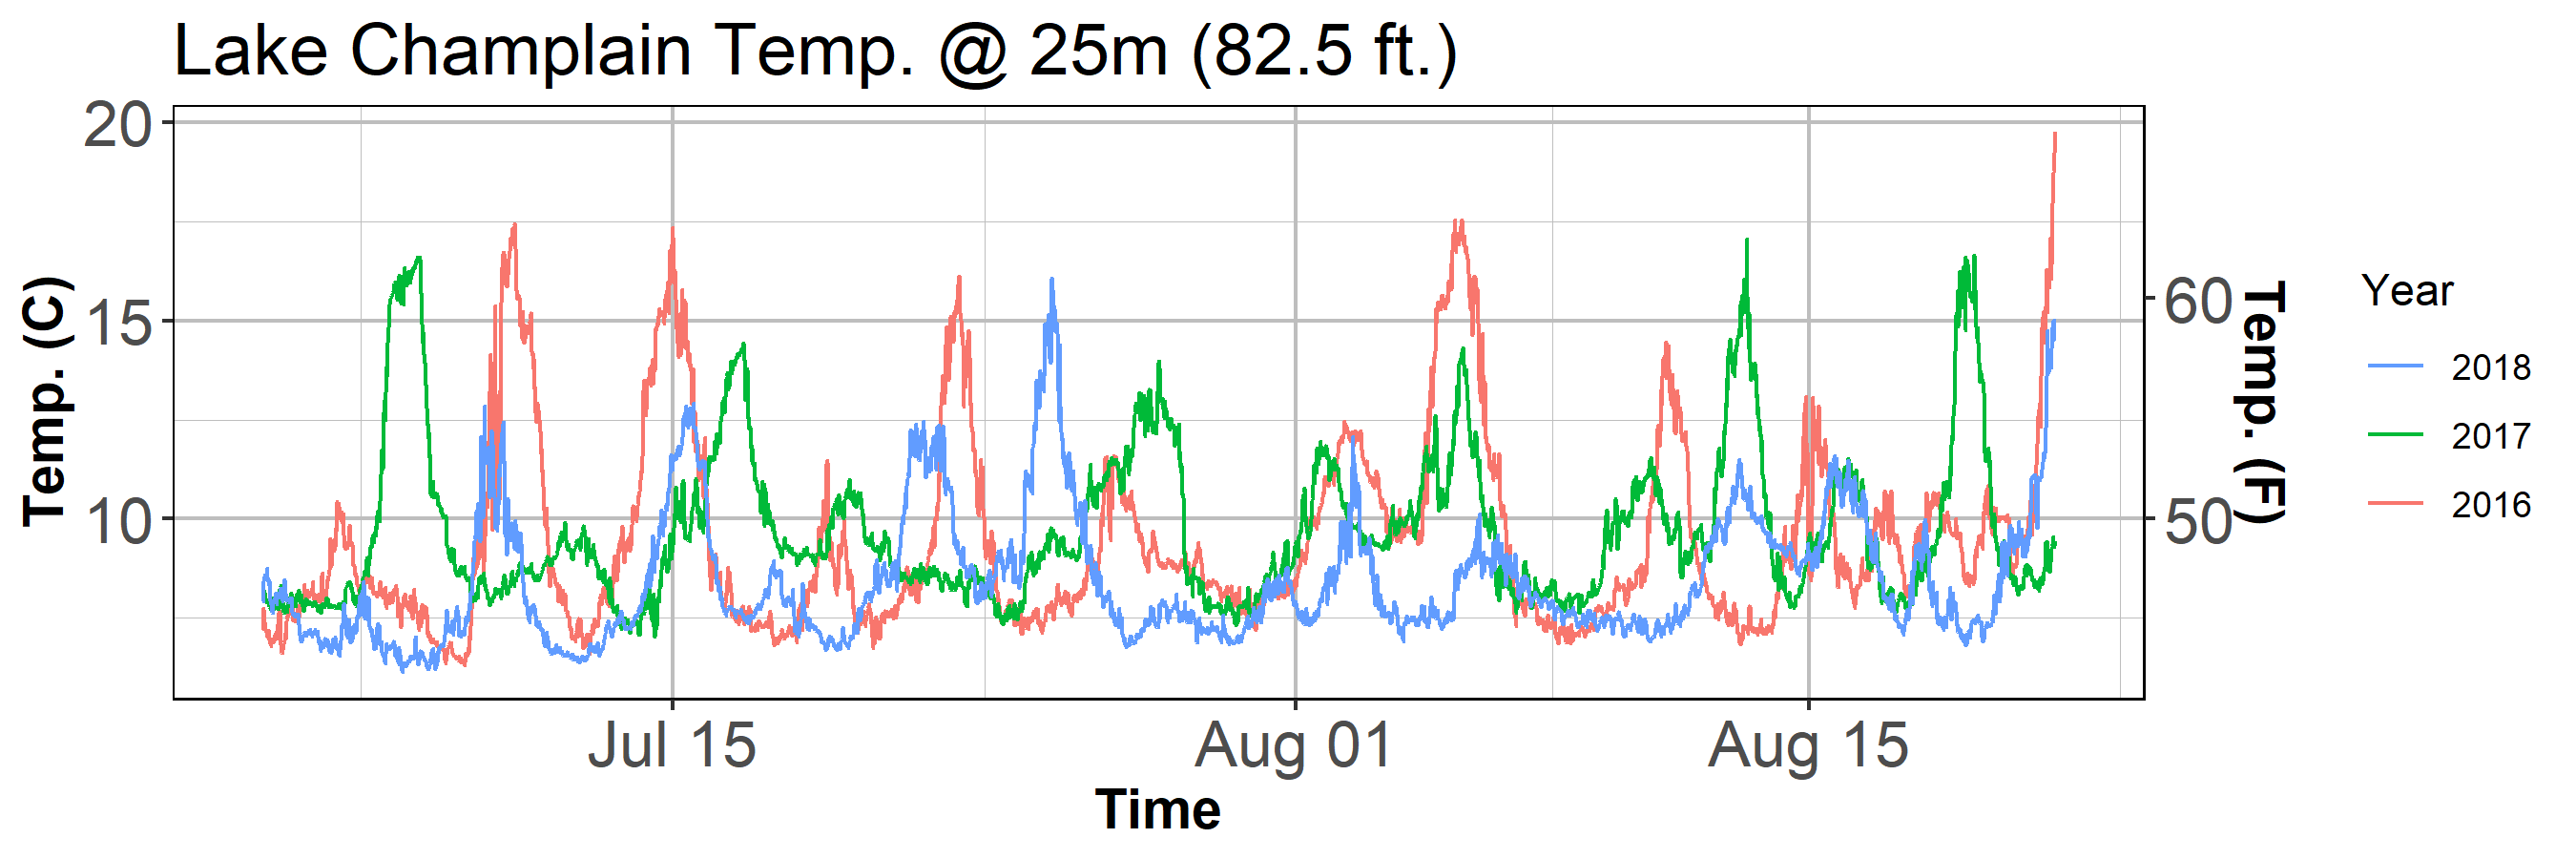 Lake Champlain Temp. @ 25m (82.5 ft.)
Temp. (C)
20
15
10
60
50
Temp. (F)
Jul 15
Aug 01
Aug 15
Time
Year
2018
2017
2016